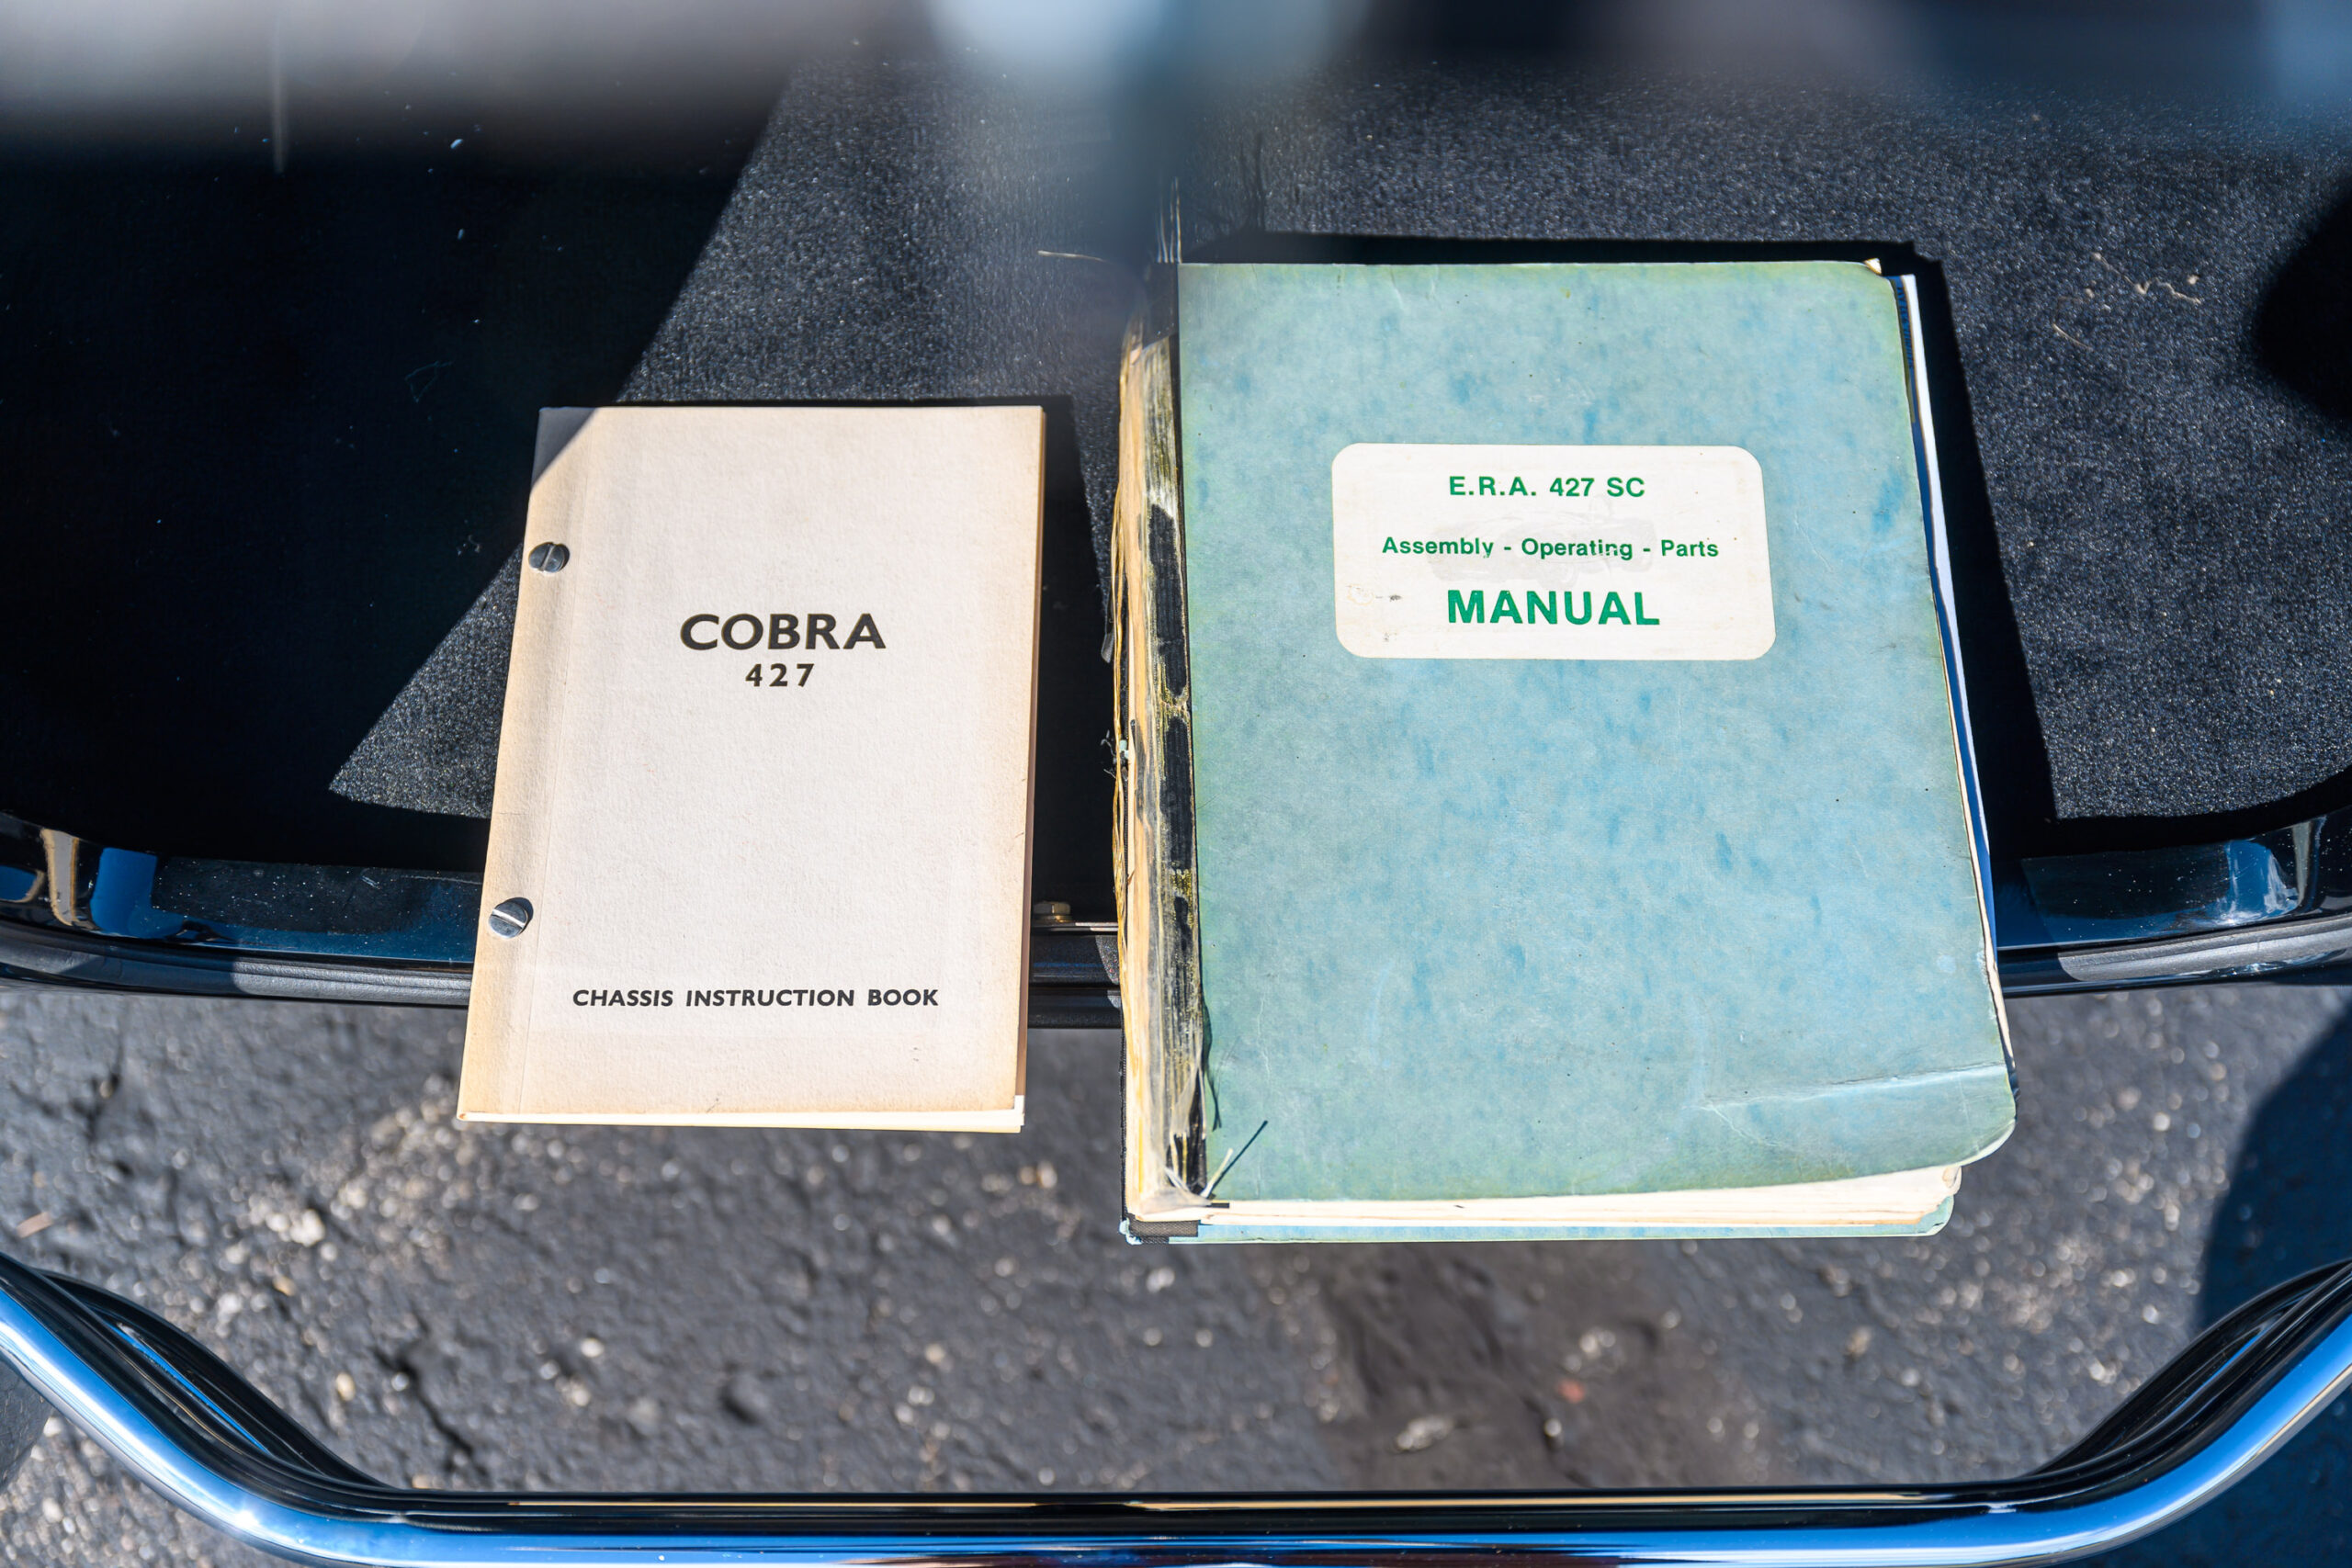 COBRA
427
CHASSIS INSTRUCTION BOOK
E.R.A. 427 SC
Assembly - Operating - Parts
MANUAL